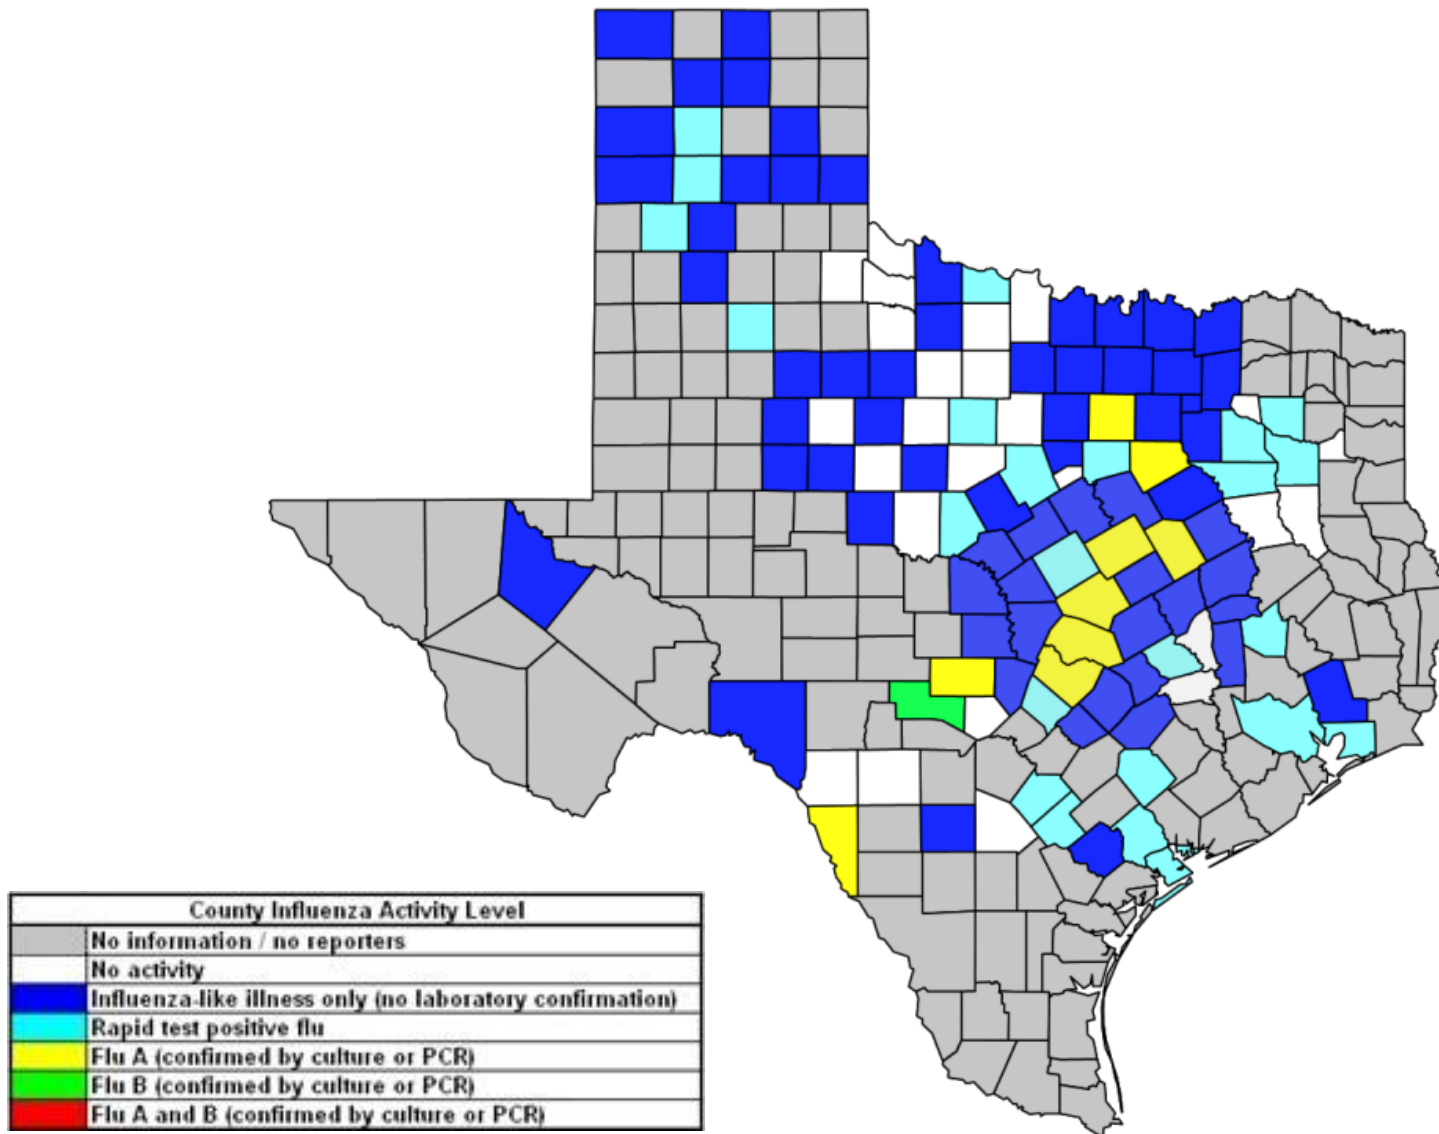 County Influenza Activity Level
No information / no reporters
No activity
Influenza-like illness only (no laboratory confirmation)
Rapid test positive flu
Flu A (confirmed by culture or PCR)
Flu B (confirmed by culture or PCR)
Flu A and B (confirmed by culture or PCR)